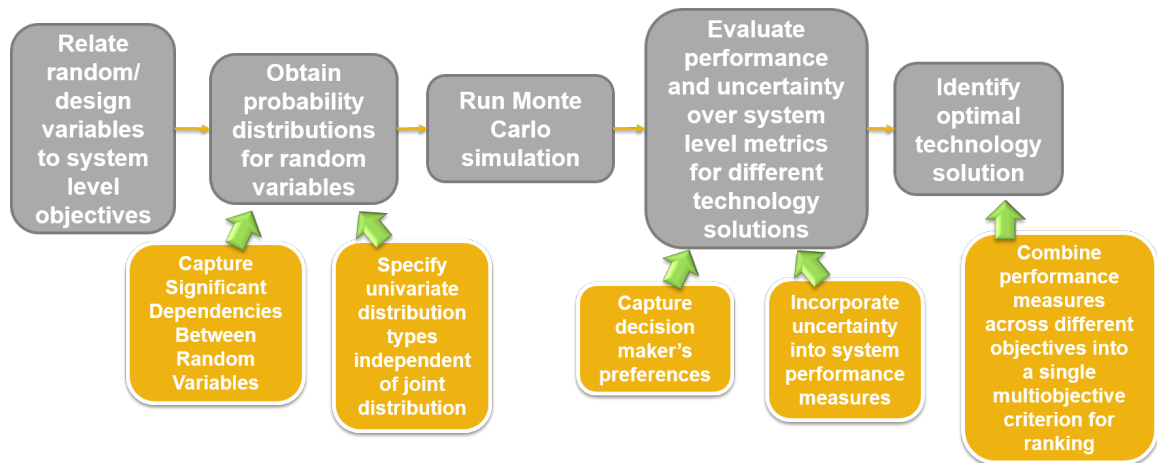 Relate
random/
design
variables
to system
level
objectives
Obtain
probability
distributions
for random
variables
Run Monte
Carlo
simulation
Evaluate
performance
and uncertainty
over system
level metrics
for different
technology
solutions
Identify
optimal
technology
solution
Capture
Significant
Dependencies
Between
Random
Variables
Specify
univariate
distribution
types
independent
of joint
distribution
Capture
decision
maker’s
preferences
Incorporate
uncertainty
into system
performance
measures
Combine
performance
measures
across different
objectives into
a single
multiobjective
criterion for
ranking